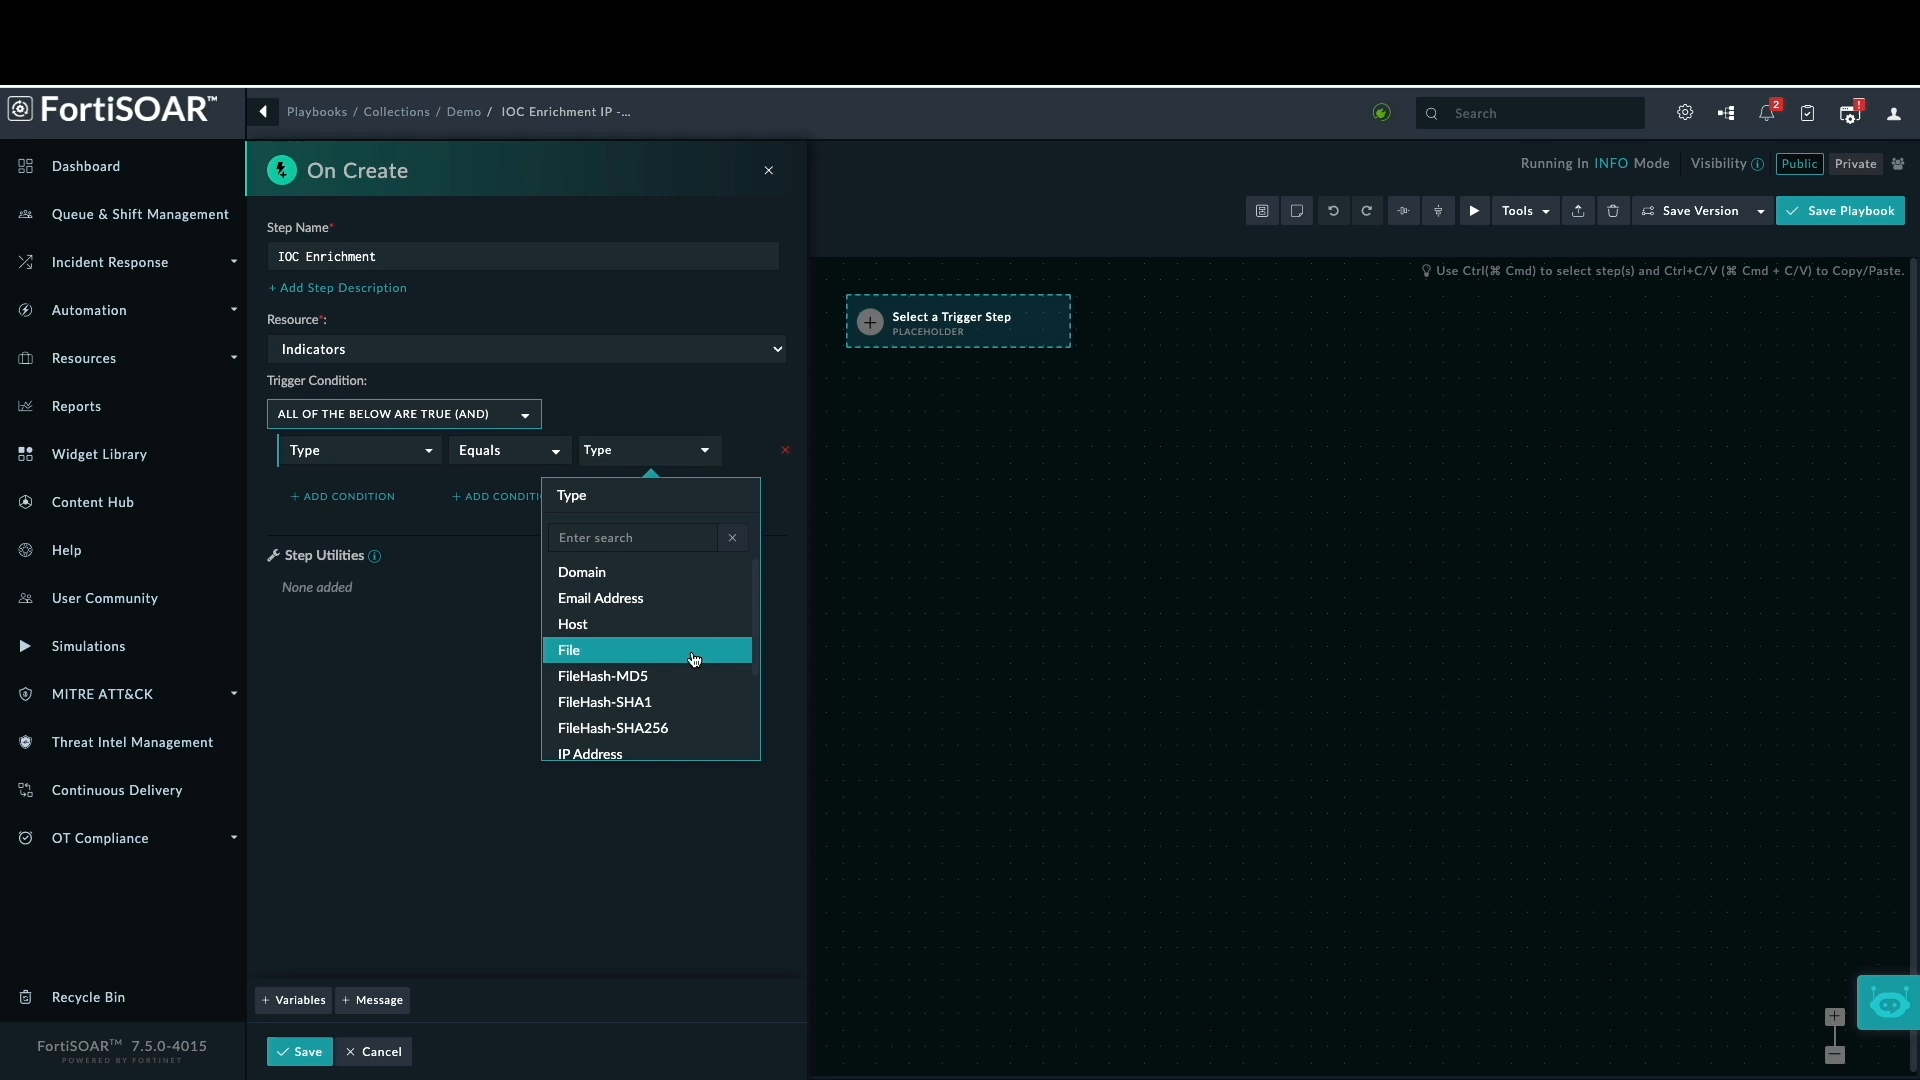 FortiSOAR™
Playbooks / Collections / Demo / IOC Enrichment IP -...
Search
2
!
Dashboard
Queue & Shift Management
Incident Response
Automation
Resources
Reports
Widget Library
Content Hub
Help
User Community
Simulations
MITRE ATT&CK
Threat Intel Management
Continuous Delivery
OT Compliance
Recycle Bin
FortiSOAR™ 7.5.0-4015
POWERED BY FORTINET
On Create
Step Name*
IOC Enrichment
+ Add Step Description
Resource*:
Indicators
Trigger Condition:
ALL OF THE BELOW ARE TRUE (AND)
Type Equals Type
+ ADD CONDITION + ADD CONDITI
Type
Enter search
Domain
Email Address
Host
File
FileHash-MD5
FileHash-SHA1
FileHash-SHA256
IP Address
Step Utilities
None added
+ Variables + Message
Save × Cancel
Running In INFO Mode Visibility Public Private
Tools Save Version Save Playbook
Use Ctrl(⌘ Cmd) to select step(s) and Ctrl+C/V (⌘ Cmd + C/V) to Copy/Paste.
Select a Trigger Step
PLACEHOLDER